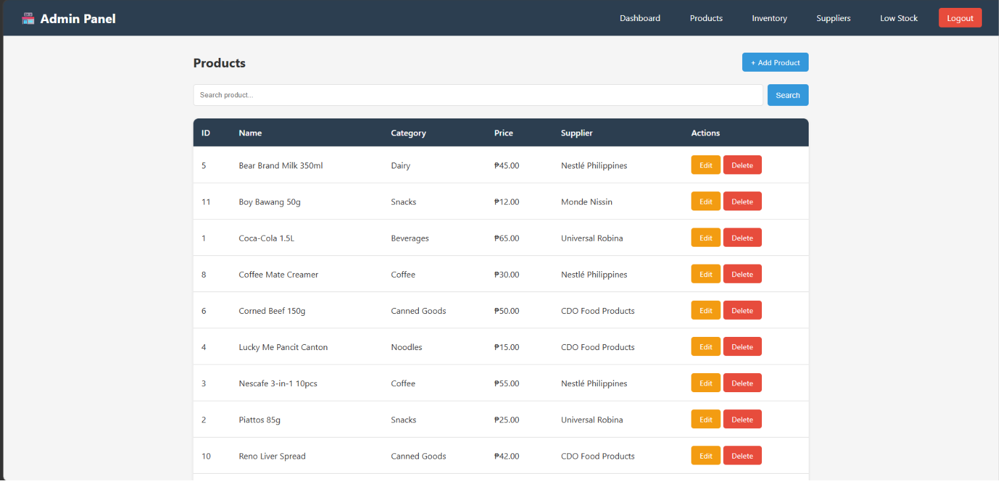 Admin Panel Dashboard Products Inventory Suppliers Low Stock Logout
Products + Add Product
Search product... Search
ID Name Category Price Supplier Actions
5 Bear Brand Milk 350ml Dairy ₱45.00 Nestlé Philippines Edit Delete
11 Boy Bawang 50g Snacks ₱12.00 Monde Nissin Edit Delete
1 Coca-Cola 1.5L Beverages ₱65.00 Universal Robina Edit Delete
8 Coffee Mate Creamer Coffee ₱30.00 Nestlé Philippines Edit Delete
6 Corned Beef 150g Canned Goods ₱50.00 CDO Food Products Edit Delete
4 Lucky Me Pancit Canton Noodles ₱15.00 CDO Food Products Edit Delete
3 Nescafe 3-in-1 10pcs Coffee ₱55.00 Nestlé Philippines Edit Delete
2 Piattos 85g Snacks ₱25.00 Universal Robina Edit Delete
10 Reno Liver Spread Canned Goods ₱42.00 CDO Food Products Edit Delete